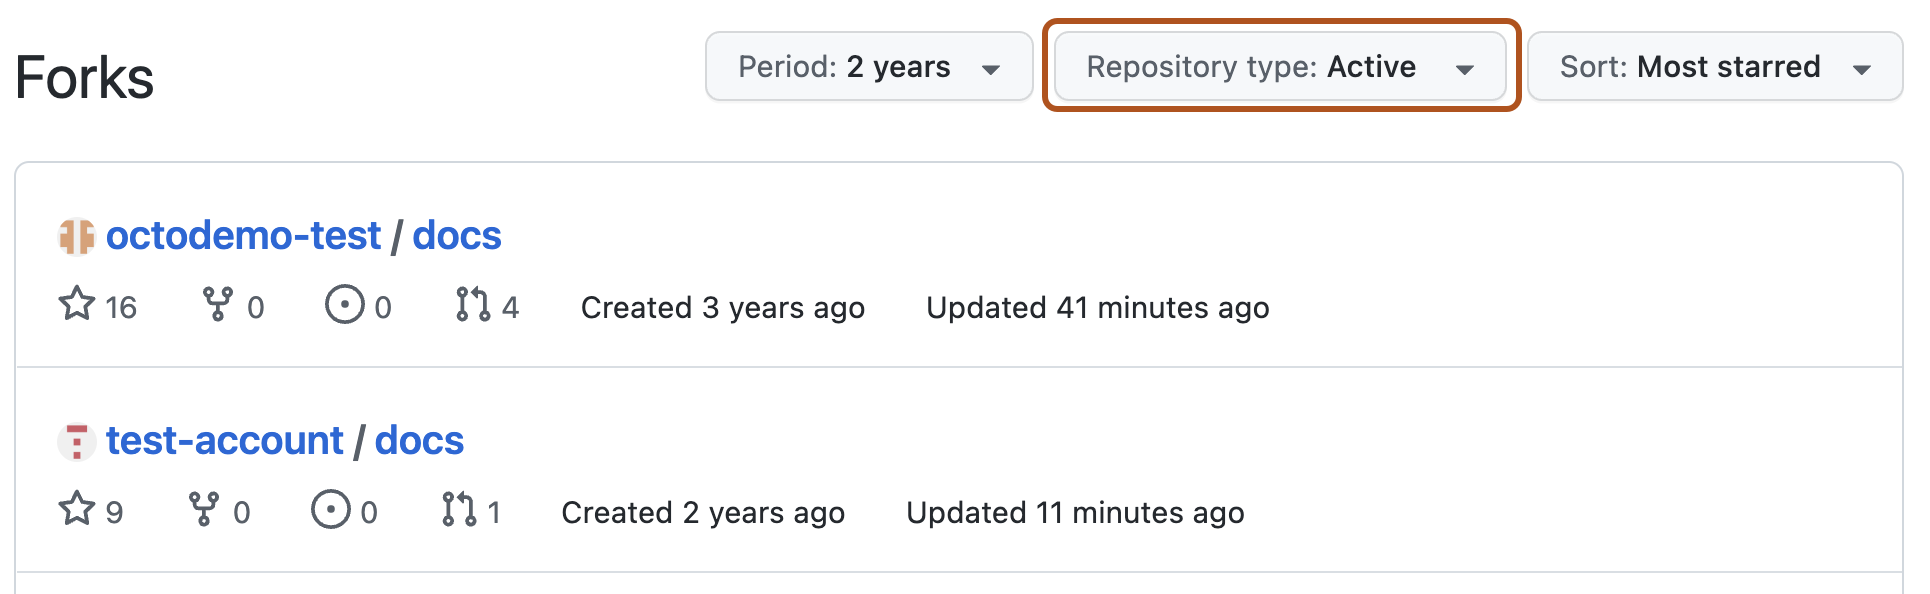 Forks
Period: 2 years
Repository type: Active
Sort: Most starred
octodemo-test / docs
16 0 0 4 Created 3 years ago Updated 41 minutes ago
test-account / docs
9 0 0 1 Created 2 years ago Updated 11 minutes ago